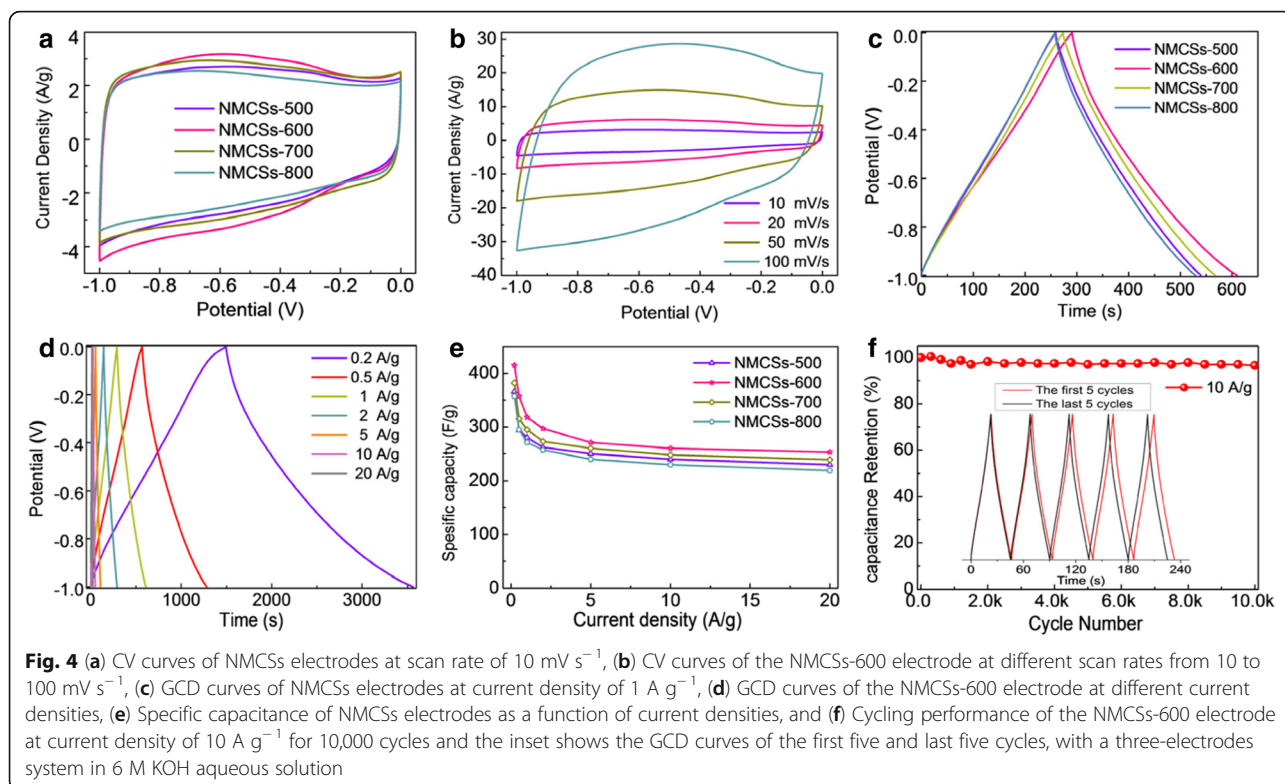 a
4
2
0
-2
-4
Current Density (A/g)
NMCSs-500
NMCSs-600
NMCSs-700
NMCSs-800
-1.0 -0.8 -0.6 -0.4 -0.2 0.0
Potential (V)
b
30
20
10
0
-10
-20
-30
-40
Current Density (A/g)
10 mV/s
20 mV/s
50 mV/s
100 mV/s
-1.0 -0.8 -0.6 -0.4 -0.2 0.0
Potential (V)
c
0.0
-0.2
-0.4
-0.6
-0.8
-1.0
Potential (V)
NMCSs-500
NMCSs-600
NMCSs-700
NMCSs-800
0 100 200 300 400 500 600
Time (s)
d
0.0
-0.2
-0.4
-0.6
-0.8
-1.0
Potential (V)
0.2 A/g
0.5 A/g
1 A/g
2 A/g
5 A/g
10 A/g
20 A/g
0 1000 2000 3000
Time (s)
e
400
300
200
100
0
Spesific capacity (F/g)
NMCSs-500
NMCSs-600
NMCSs-700
NMCSs-800
0 5 10 15 20
Current density (A/g)
f
100
80
60
40
20
0
capacitance Retention (%)
10 A/g
The first 5 cycles
The last 5 cycles
0 60 120 180 240
Time (s)
0.0 2.0k 4.0k 6.0k 8.0k 10.0k
Cycle Number
Fig. 4 (a) CV curves of NMCSs electrodes at scan rate of 10 mV s⁻¹, (b) CV curves of the NMCSs-600 electrode at different scan rates from 10 to
100 mV s⁻¹, (c) GCD curves of NMCSs electrodes at current density of 1 A g⁻¹, (d) GCD curves of the NMCSs-600 electrode at different current
densities, (e) Specific capacitance of NMCSs electrodes as a function of current densities, and (f) Cycling performance of the NMCSs-600 electrode
at current density of 10 A g⁻¹ for 10,000 cycles and the inset shows the GCD curves of the first five and last five cycles, with a three-electrodes
system in 6 M KOH aqueous solution